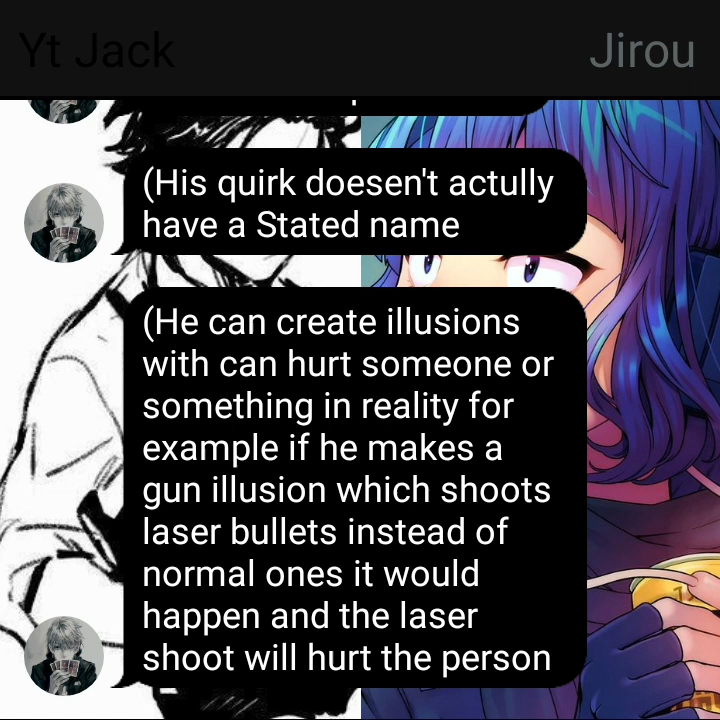 Yt Jack
Jirou
(His quirk doesen't actully
have a Stated name
(He can create illusions
with can hurt someone or
something in reality for
example if he makes a
gun illusion which shoots
laser bullets instead of
normal ones it would
happen and the laser
shoot will hurt the person